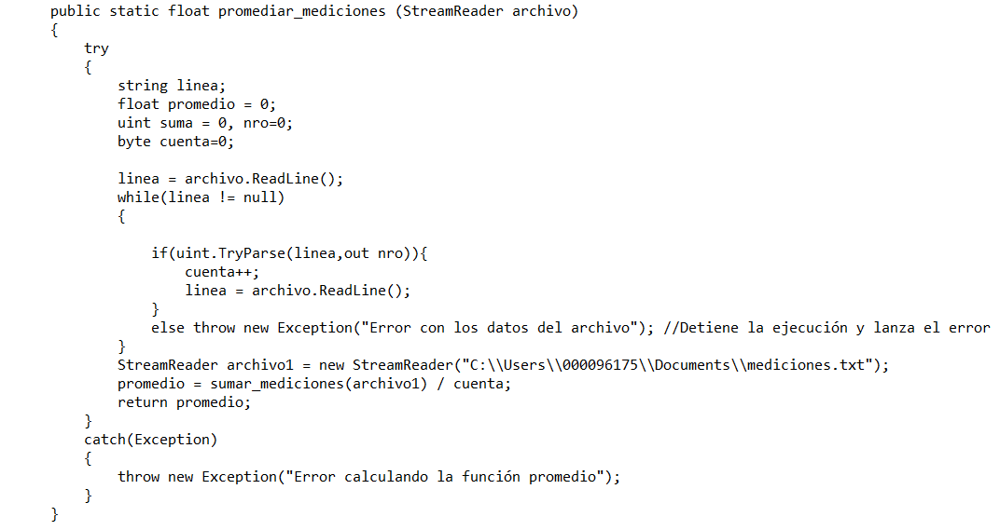 public static float promediar_mediciones (StreamReader archivo)
{
try
{
string linea;
float promedio = 0;
uint suma = 0, nro=0;
byte cuenta=0;
linea = archivo.ReadLine();
while(linea != null)
{
if(uint.TryParse(linea,out nro)){
cuenta++;
linea = archivo.ReadLine();
}
else throw new Exception("Error con los datos del archivo"); //Detiene la ejecución y lanza el error
}
StreamReader archivo1 = new StreamReader("C:\\Users\\000096175\\Documents\\mediciones.txt");
promedio = sumar_mediciones(archivo1) / cuenta;
return promedio;
}
catch(Exception)
{
throw new Exception("Error calculando la función promedio");
}
}